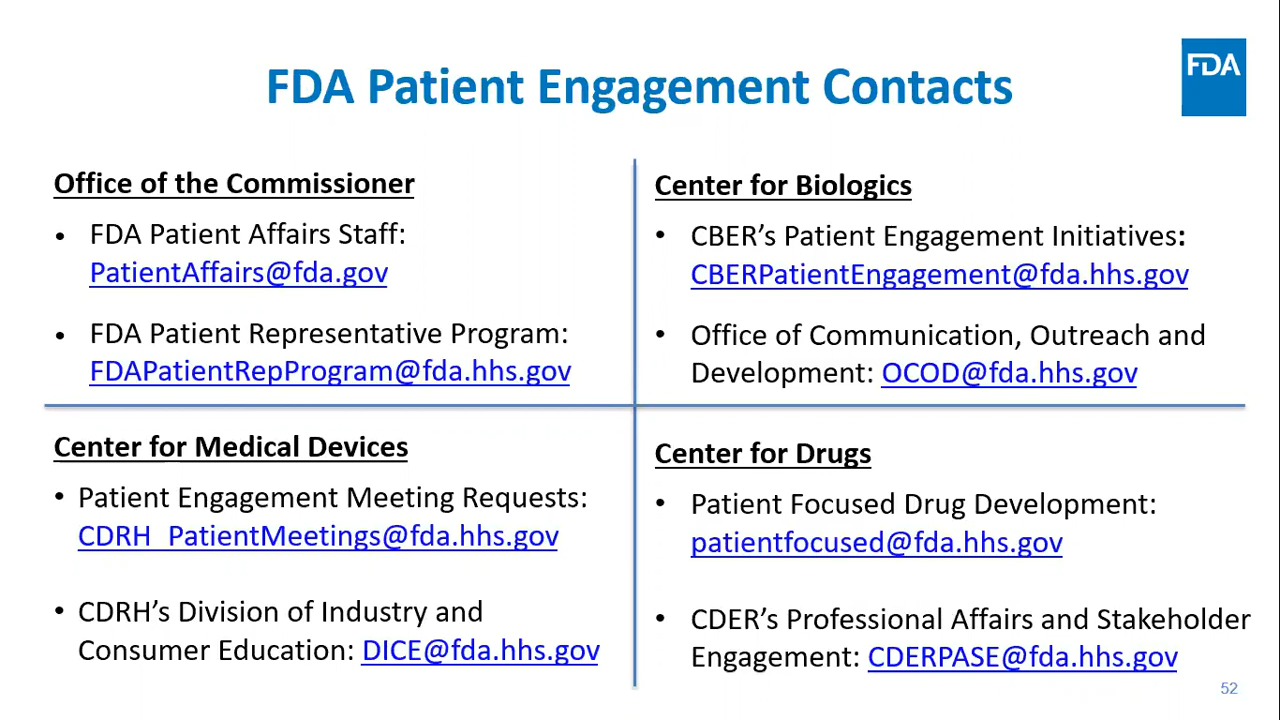 FDA Patient Engagement Contacts
FDA
Office of the Commissioner
• FDA Patient Affairs Staff:
PatientAffairs@fda.gov
• FDA Patient Representative Program:
FDAPatientRepProgram@fda.hhs.gov
Center for Biologics
• CBER’s Patient Engagement Initiatives:
CBERPatientEngagement@fda.hhs.gov
• Office of Communication, Outreach and
Development: OCOD@fda.hhs.gov
Center for Medical Devices
• Patient Engagement Meeting Requests:
CDRH_PatientMeetings@fda.hhs.gov
• CDRH’s Division of Industry and
Consumer Education: DICE@fda.hhs.gov
Center for Drugs
• Patient Focused Drug Development:
patientfocused@fda.hhs.gov
• CDER’s Professional Affairs and Stakeholder
Engagement: CDERPASE@fda.hhs.gov
52